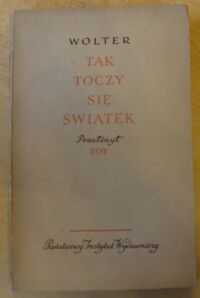 WOLTER
TAK
TOCZY
SIĘ
ŚWIATEK
Przełożył
BOY
Państwowy Instytut Wydawniczy